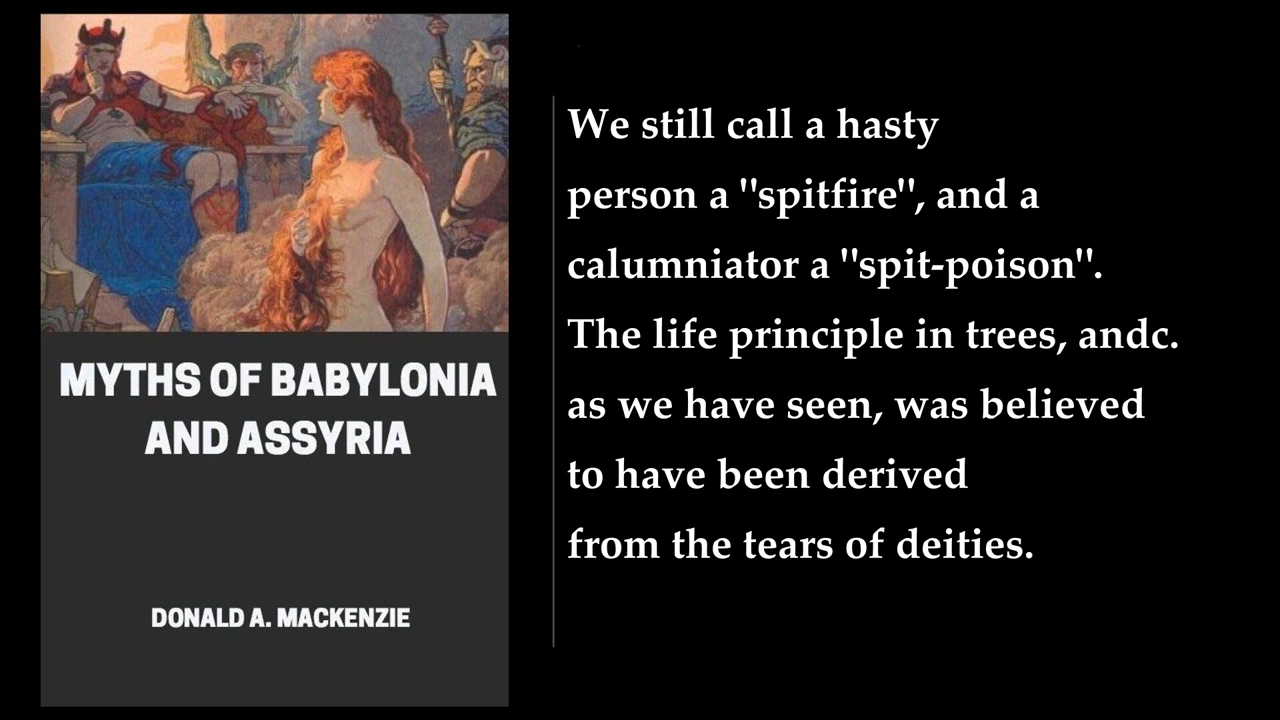 MYTHS OF BABYLONIA
AND ASSYRIA
DONALD A. MACKENZIE
We still call a hasty
person a "spitfire", and a
calumniator a "spit-poison".
The life principle in trees, andc.
as we have seen, was believed
to have been derived
from the tears of deities.